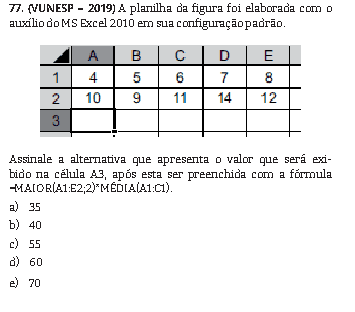 77. (VUNESP – 2019) A planilha da figura foi elaborada com o
auxílio do MS Excel 2010 em sua configuração padrão.
A B C D E
1 4 5 6 7 8
2 10 9 11 14 12
3
Assinale a alternativa que apresenta o valor que será exi-
bido na célula A3, após esta ser preenchida com a fórmula
=MAIOR(A1:E2;2)*MÉDIA(A1:C1).
a) 35
b) 40
c) 55
d) 60
e) 70